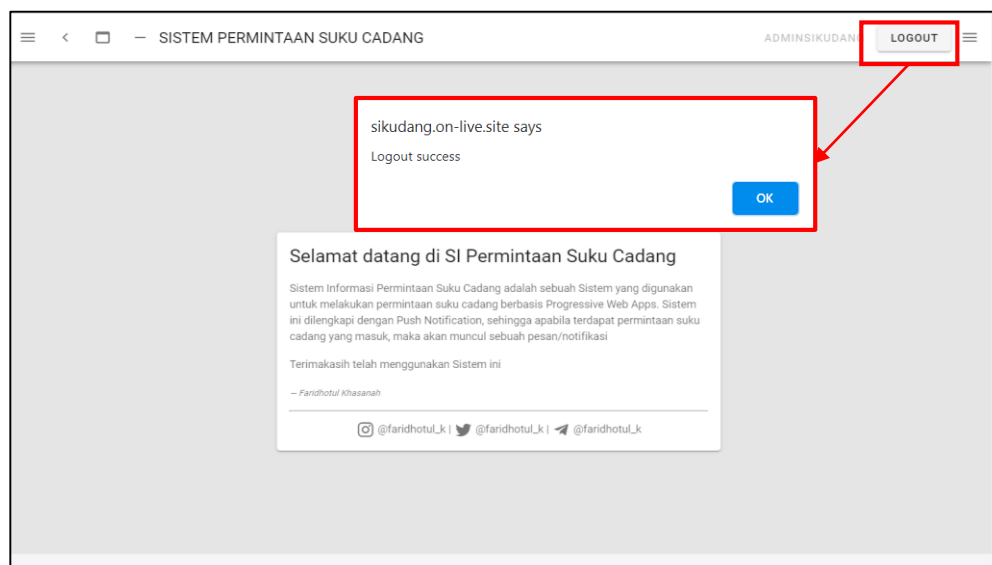 SISTEM PERMINTAAN SUKU CADANG
ADMINSIKUDANG
LOGOUT
sikudang.on-live.site says
Logout success
OK
Selamat datang di SI Permintaan Suku Cadang
Sistem Informasi Permintaan Suku Cadang adalah sebuah Sistem yang digunakan
untuk melakukan permintaan suku cadang berbasis Progressive Web Apps. Sistem
ini dilengkapi dengan Push Notification, sehingga apabila terdapat permintaan suku
cadang yang masuk, maka akan muncul sebuah pesan/notifikasi
Terimakasih telah menggunakan Sistem ini
— Faridhotul Khasanah
@faridhotul_k | @faridhotul_k | @faridhotul_k